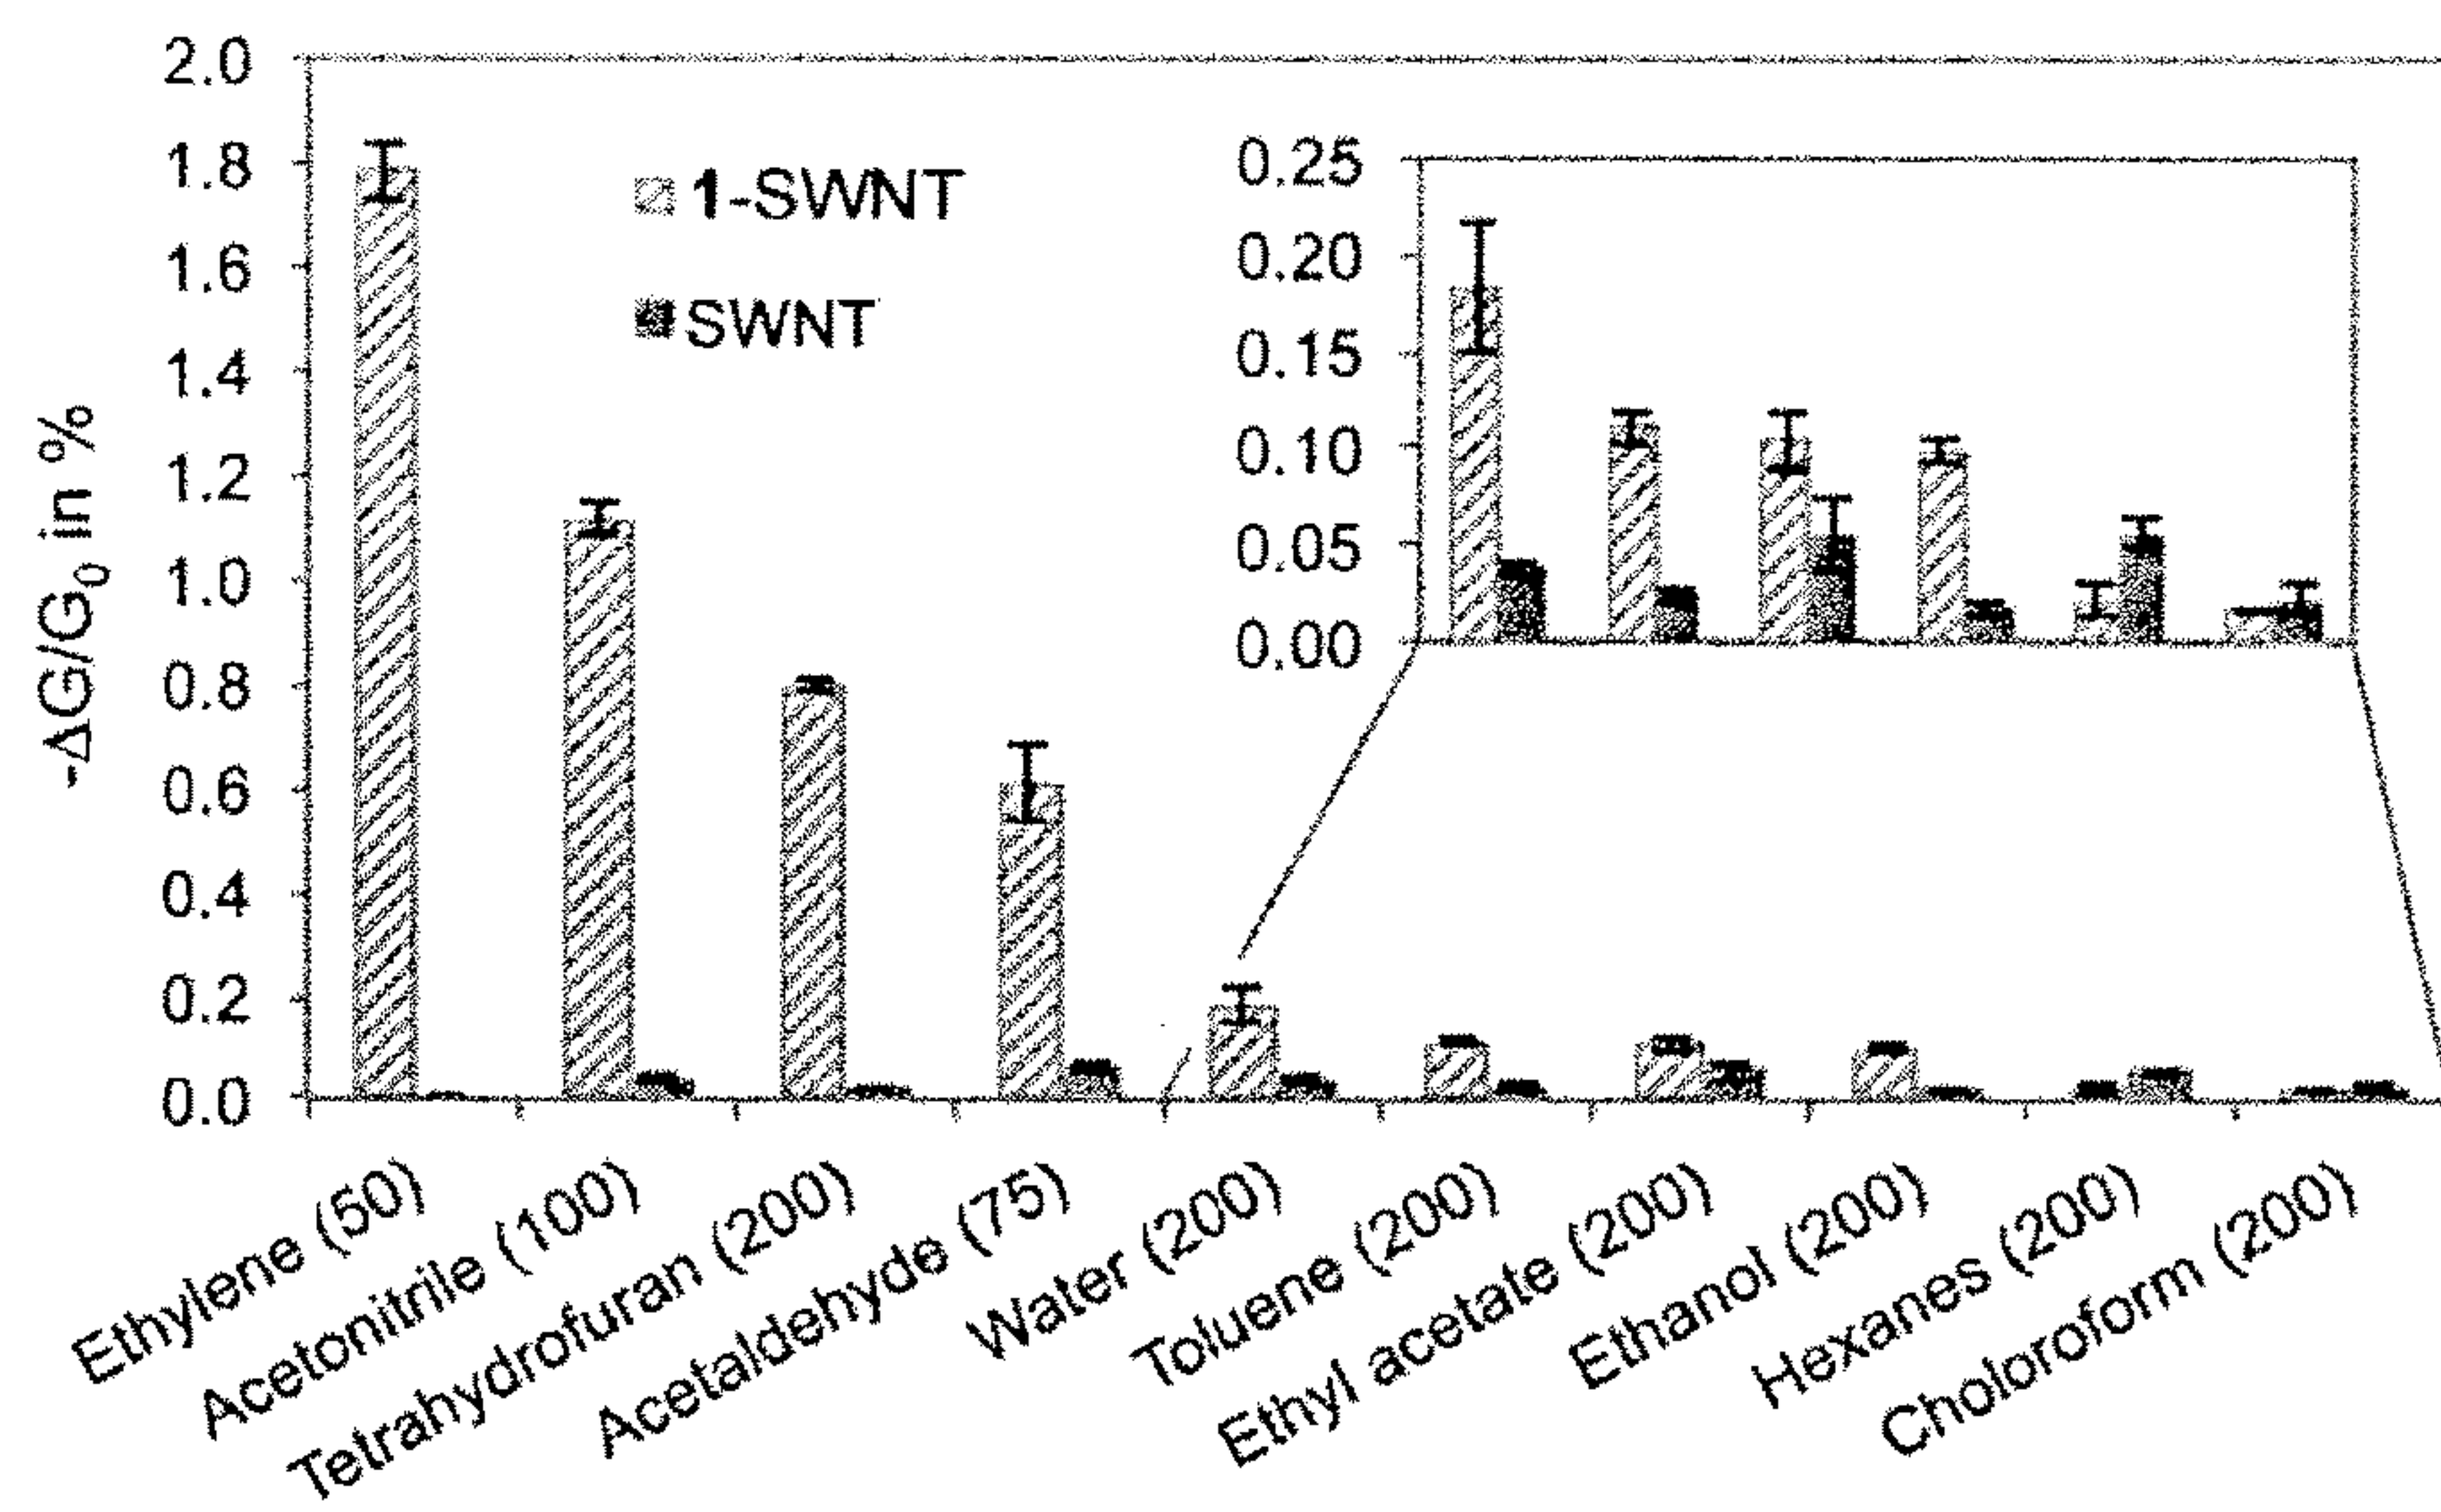 -ΔG/G₀ in %
2.0
1.8
1.6
1.4
1.2
1.0
0.8
0.6
0.4
0.2
0.0
1-SWNT
SWNT
0.25
0.20
0.15
0.10
0.05
0.00
Ethylene (50)
Acetonitrile (100)
Tetrahydrofuran (200)
Acetaldehyde (75)
Water (200)
Toluene (200)
Ethyl acetate (200)
Ethanol (200)
Hexanes (200)
Choloroform (200)